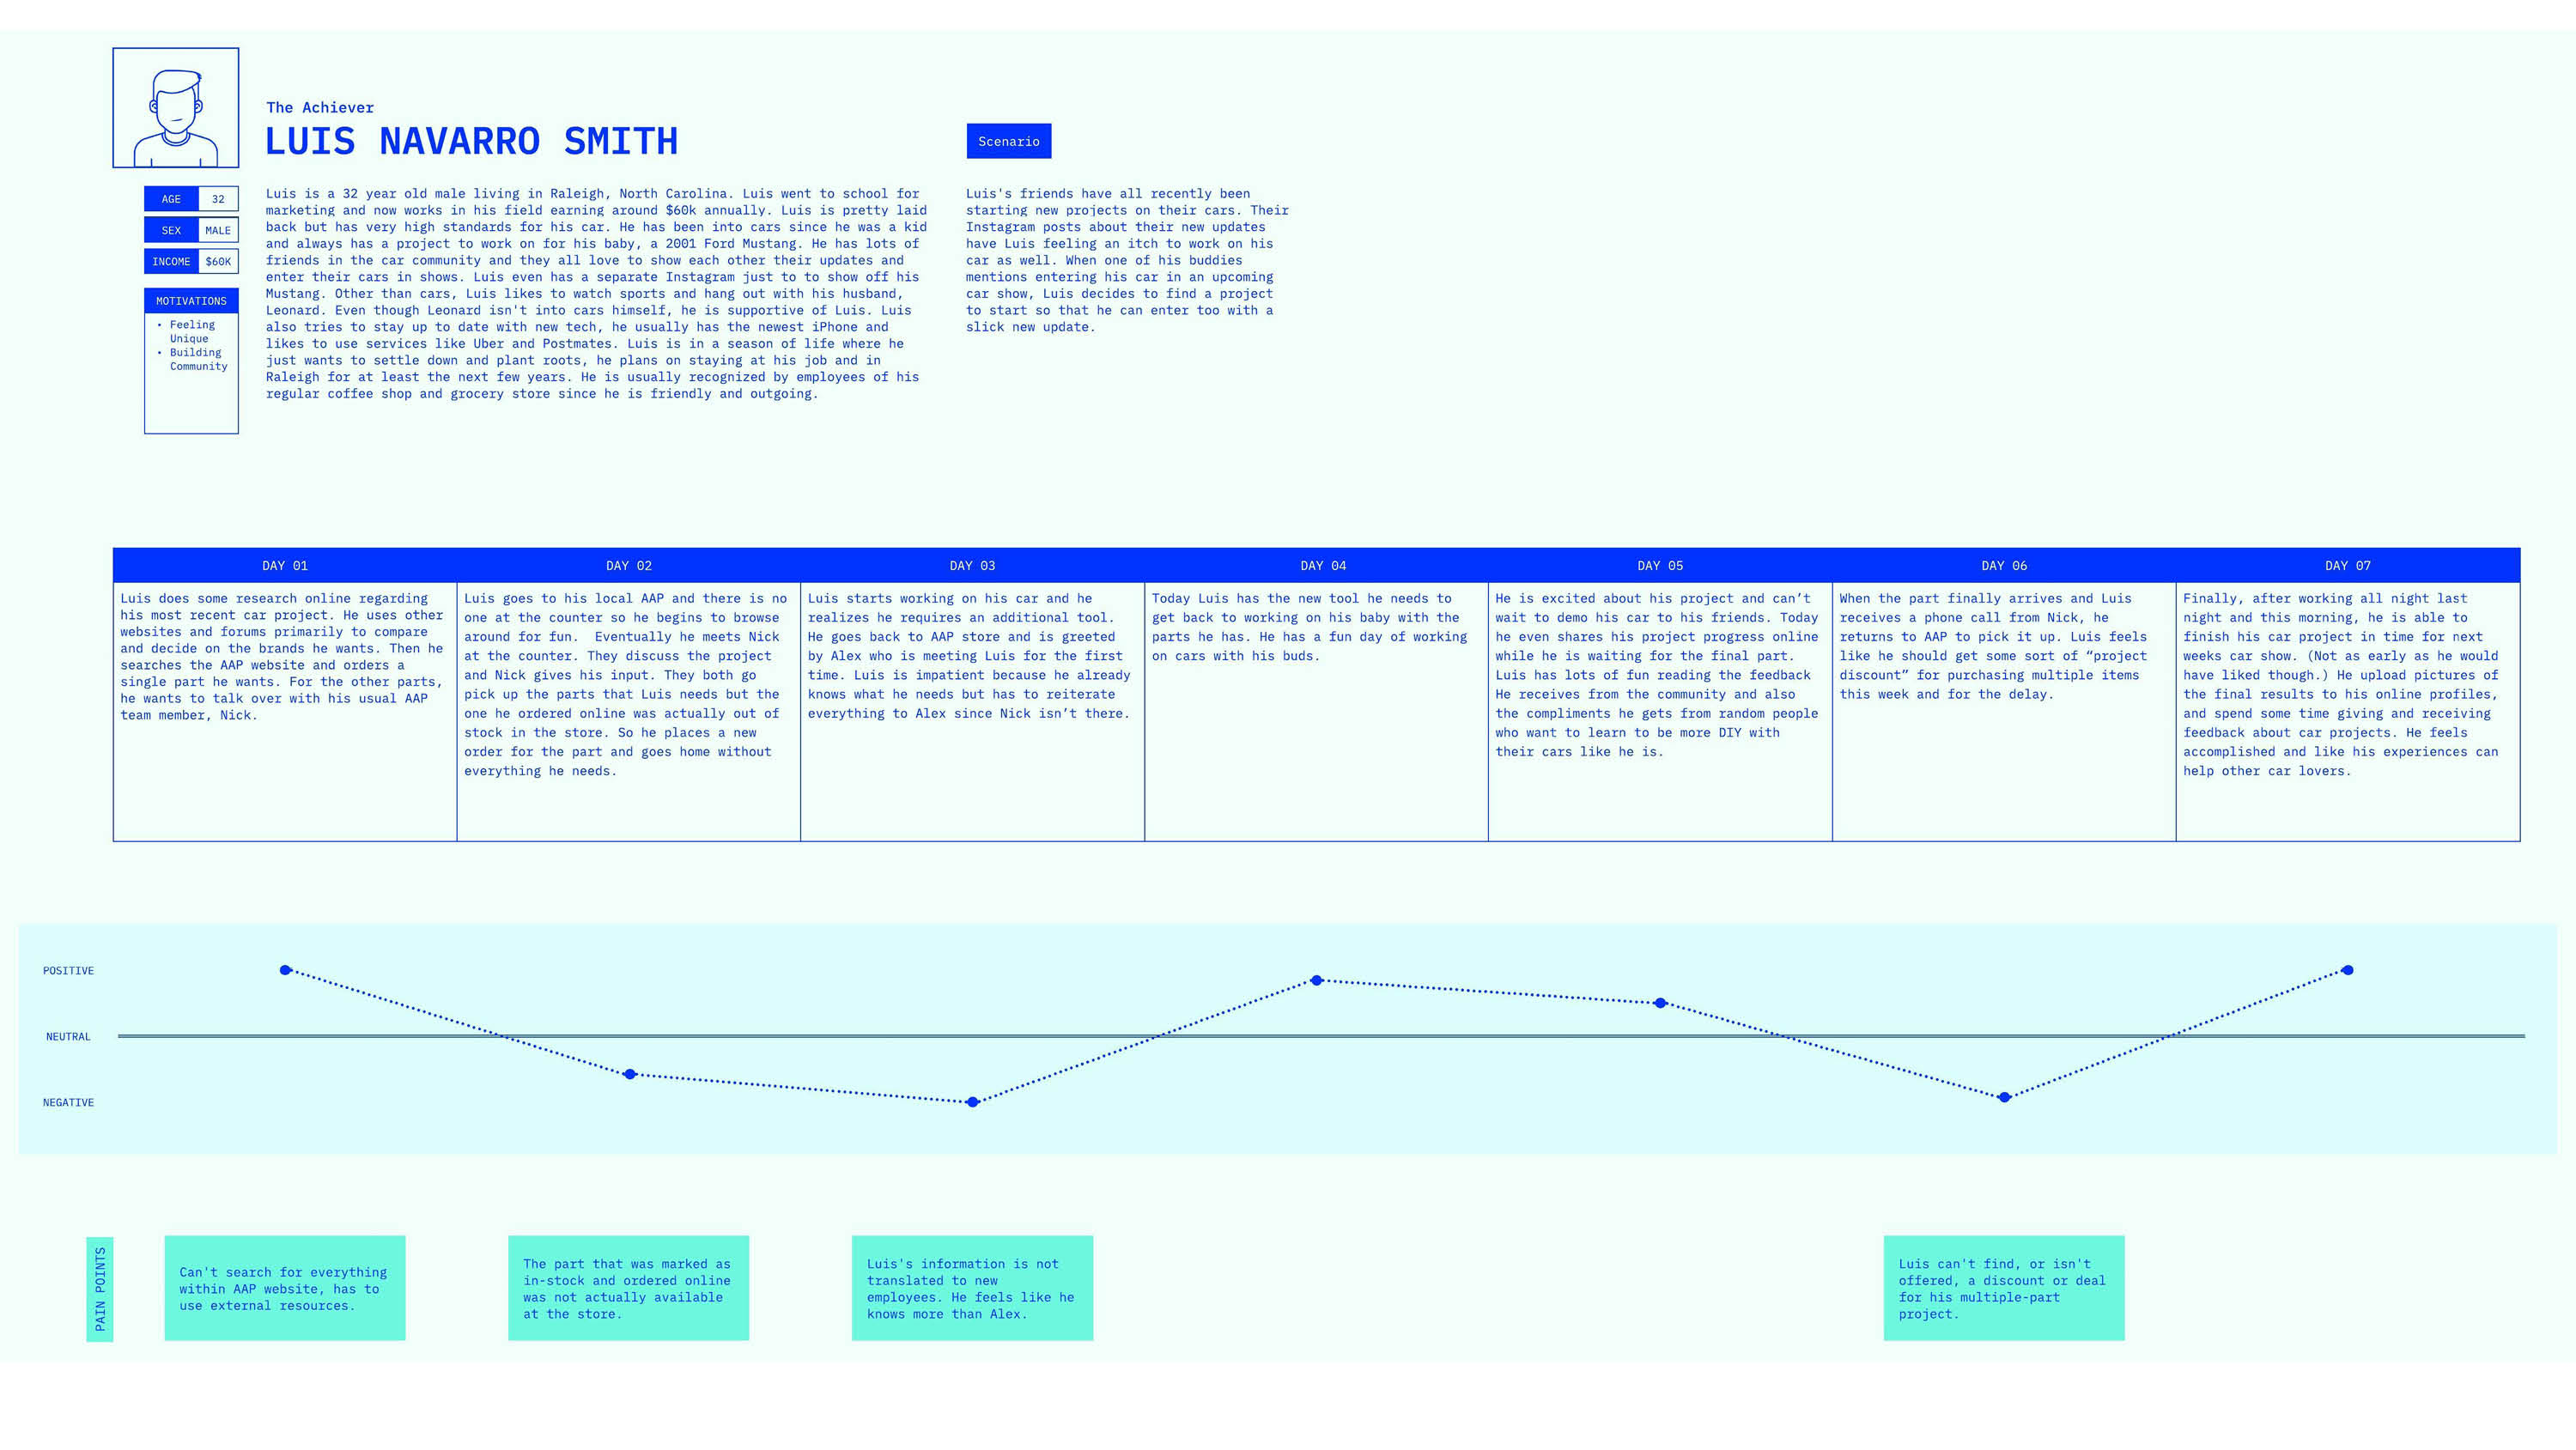 The Achiever
LUIS NAVARRO SMITH
AGE 32
SEX MALE
INCOME $60K
MOTIVATIONS
• Feeling
Unique
• Building
Community
Luis is a 32 year old male living in Raleigh, North Carolina. Luis went to school for
marketing and now works in his field earning around $60k annually. Luis is pretty laid
back but has very high standards for his car. He has been into cars since he was a kid
and always has a project to work on for his baby, a 2001 Ford Mustang. He has lots of
friends in the car community and they all love to show each other their updates and
enter their cars in shows. Luis even has a separate Instagram just to to show off his
Mustang. Other than cars, Luis likes to watch sports and hang out with his husband,
Leonard. Even though Leonard isn't into cars himself, he is supportive of Luis. Luis
also tries to stay up to date with new tech, he usually has the newest iPhone and
likes to use services like Uber and Postmates. Luis is in a season of life where he
just wants to settle down and plant roots, he plans on staying at his job and in
Raleigh for at least the next few years. He is usually recognized by employees of his
regular coffee shop and grocery store since he is friendly and outgoing.
Scenario
Luis's friends have all recently been
starting new projects on their cars. Their
Instagram posts about their new updates
have Luis feeling an itch to work on his
car as well. When one of his buddies
mentions entering his car in an upcoming
car show, Luis decides to find a project
to start so that he can enter too with a
slick new update.
DAY 01
Luis does some research online regarding
his most recent car project. He uses other
websites and forums primarily to compare
and decide on the brands he wants. Then he
searches the AAP website and orders a
single part he wants. For the other parts,
he wants to talk over with his usual AAP
team member, Nick.
DAY 02
Luis goes to his local AAP and there is no
one at the counter so he begins to browse
around for fun.  Eventually he meets Nick
at the counter. They discuss the project
and Nick gives his input. They both go
pick up the parts that Luis needs but the
one he ordered online was actually out of
stock in the store. So he places a new
order for the part and goes home without
everything he needs.
DAY 03
Luis starts working on his car and he
realizes he requires an additional tool.
He goes back to AAP store and is greeted
by Alex who is meeting Luis for the first
time. Luis is impatient because he already
knows what he needs but has to reiterate
everything to Alex since Nick isn’t there.
DAY 04
Today Luis has the new tool he needs to
get back to working on his baby with the
parts he has. He has a fun day of working
on cars with his buds.
DAY 05
He is excited about his project and can’t
wait to demo his car to his friends. Today
he even shares his project progress online
while he is waiting for the final part.
Luis has lots of fun reading the feedback
He receives from the community and also
the compliments he gets from random people
who want to learn to be more DIY with
their cars like he is.
DAY 06
When the part finally arrives and Luis
receives a phone call from Nick, he
returns to AAP to pick it up. Luis feels
like he should get some sort of “project
discount” for purchasing multiple items
this week and for the delay.
DAY 07
Finally, after working all night last
night and this morning, he is able to
finish his car project in time for next
weeks car show. (Not as early as he would
have liked though.) He upload pictures of
the final results to his online profiles,
and spend some time giving and receiving
feedback about car projects. He feels
accomplished and like his experiences can
help other car lovers.
POSITIVE
NEUTRAL
NEGATIVE
PAIN POINTS
Can't search for everything
within AAP website, has to
use external resources.
The part that was marked as
in-stock and ordered online
was not actually available
at the store.
Luis's information is not
translated to new
employees. He feels like he
knows more than Alex.
Luis can't find, or isn't
offered, a discount or deal
for his multiple-part
project.